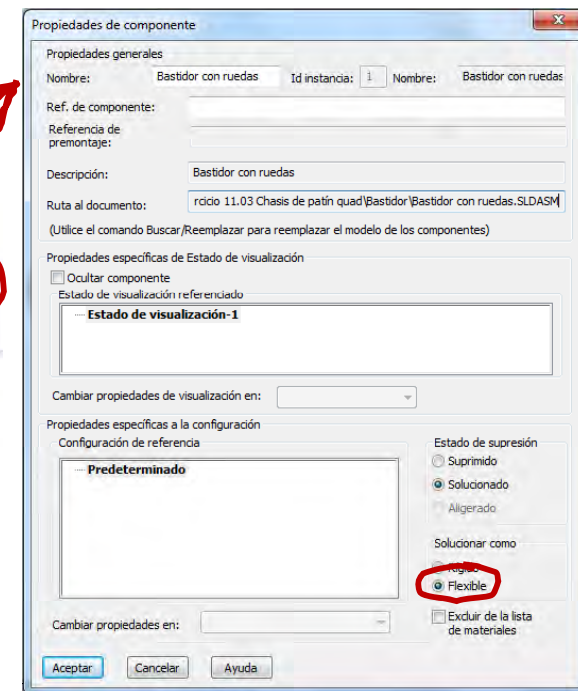 Propiedades de componente
Propiedades generales
Nombre: Bastidor con ruedas Id instancia: 1 Nombre: Bastidor con ruedas
Ref. de componente:
Referencia de
premontaje:
Descripción: Bastidor con ruedas
Ruta al documento: rcicio 11.03 Chasis de patín quad\Bastidor\Bastidor con ruedas.SLDASM
(Utilice el comando Buscar/Reemplazar para reemplazar el modelo de los componentes)
Propiedades específicas de Estado de visualización
Ocultar componente
Estado de visualización referenciado
Estado de visualización-1
Cambiar propiedades de visualización en:
Propiedades específicas a la configuración
Configuración de referencia
Predeterminado
Estado de supresión
Suprimido
Solucionado
Aligerado
Solucionar como
Rígido
Flexible
Cambiar propiedades en:
Excluir de la lista
de materiales
Aceptar Cancelar Ayuda